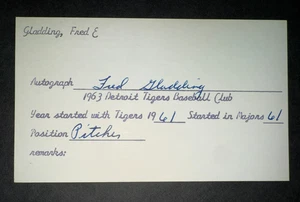 Gladding, Fred E
Autograph Fred Gladding
1963 Detroit Tigers Baseball Club
Year started with Tigers 1961 Started in Majors 61
Position Pitcher
remarks: